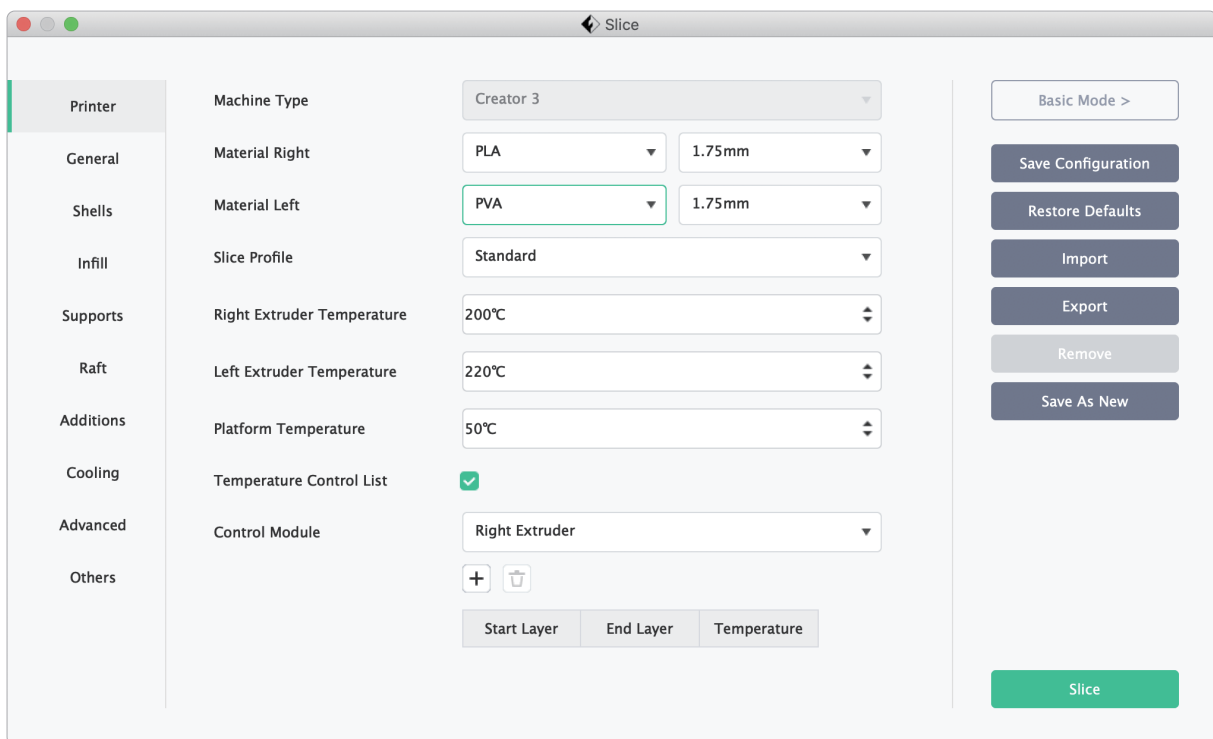 Slice
Printer
General
Shells
Infill
Supports
Raft
Additions
Cooling
Advanced
Others
Machine Type Creator 3
Material Right PLA 1.75mm
Material Left PVA 1.75mm
Slice Profile Standard
Right Extruder Temperature 200℃
Left Extruder Temperature 220℃
Platform Temperature 50℃
Temperature Control List
Control Module Right Extruder
Start Layer End Layer Temperature
Basic Mode >
Save Configuration
Restore Defaults
Import
Export
Remove
Save As New
Slice